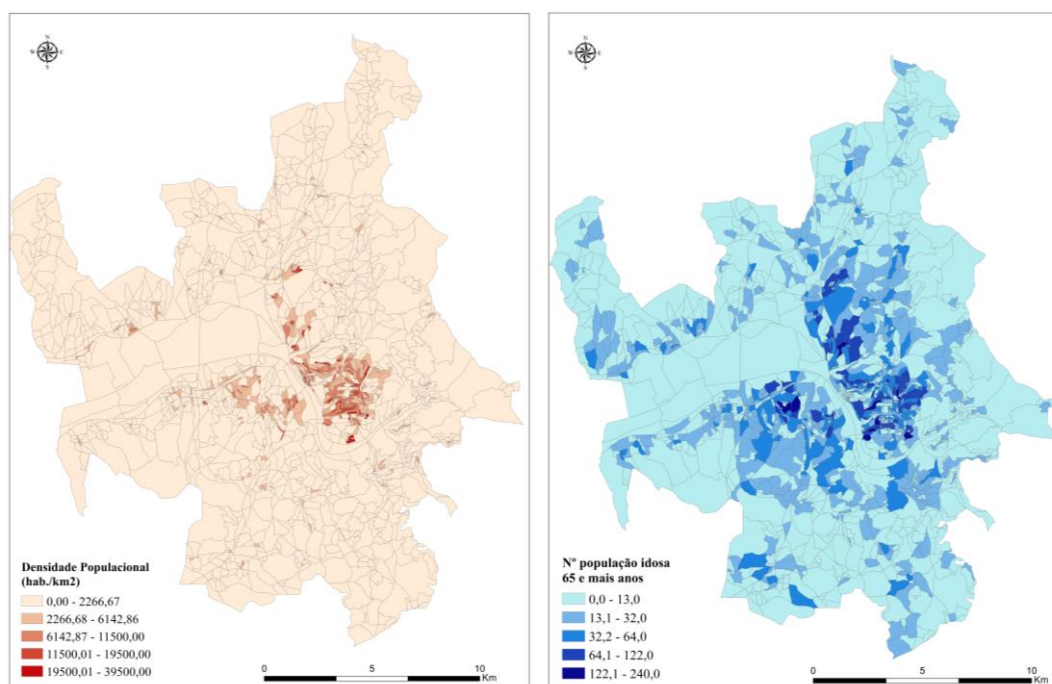 N
W E
S
Densidade Populacional
(hab./km2)
0,00 - 2266,67
2266,68 - 6142,86
6142,87 - 11500,00
11500,01 - 19500,00
19500,01 - 39500,00
0 5 10
Km
N
W E
S
Nº população idosa
65 e mais anos
0,0 - 13,0
13,1 - 32,0
32,2 - 64,0
64,1 - 122,0
122,1 - 240,0
0 5 10
Km